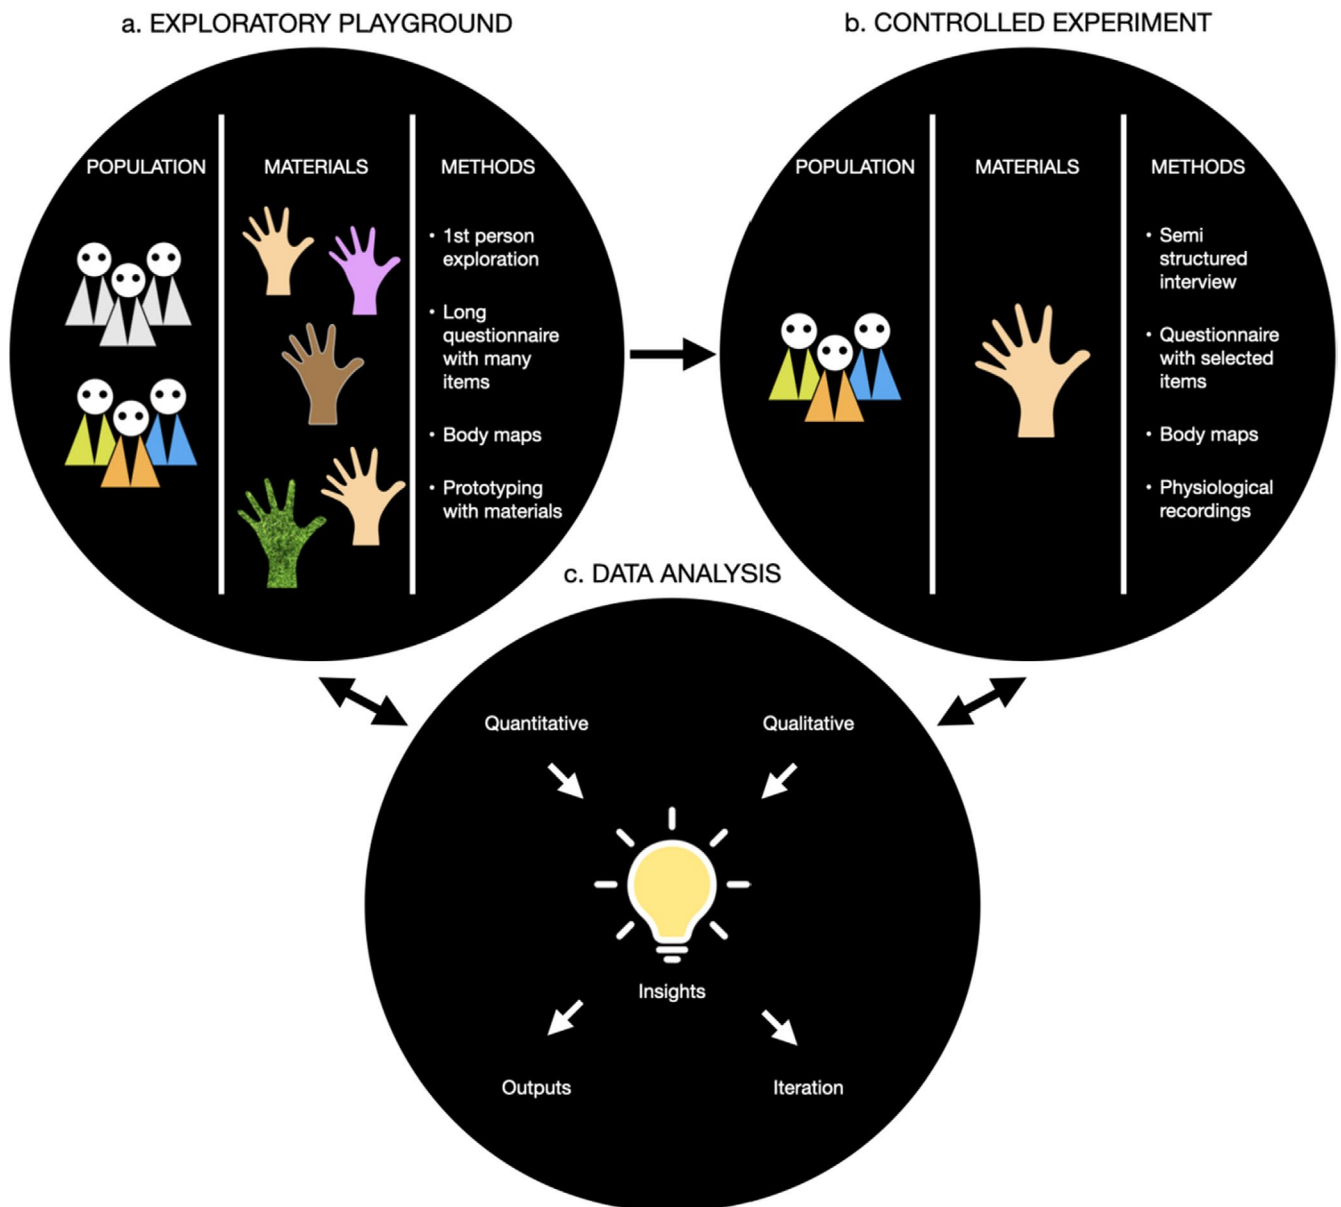 a. EXPLORATORY PLAYGROUND
POPULATION
MATERIALS
METHODS
• 1st person
exploration
• Long
questionnaire
with many
items
• Body maps
• Prototyping
with materials
b. CONTROLLED EXPERIMENT
POPULATION
MATERIALS
METHODS
• Semi
structured
interview
• Questionnaire
with selected
items
• Body maps
• Physiological
recordings
c. DATA ANALYSIS
Quantitative
Qualitative
Insights
Outputs
Iteration